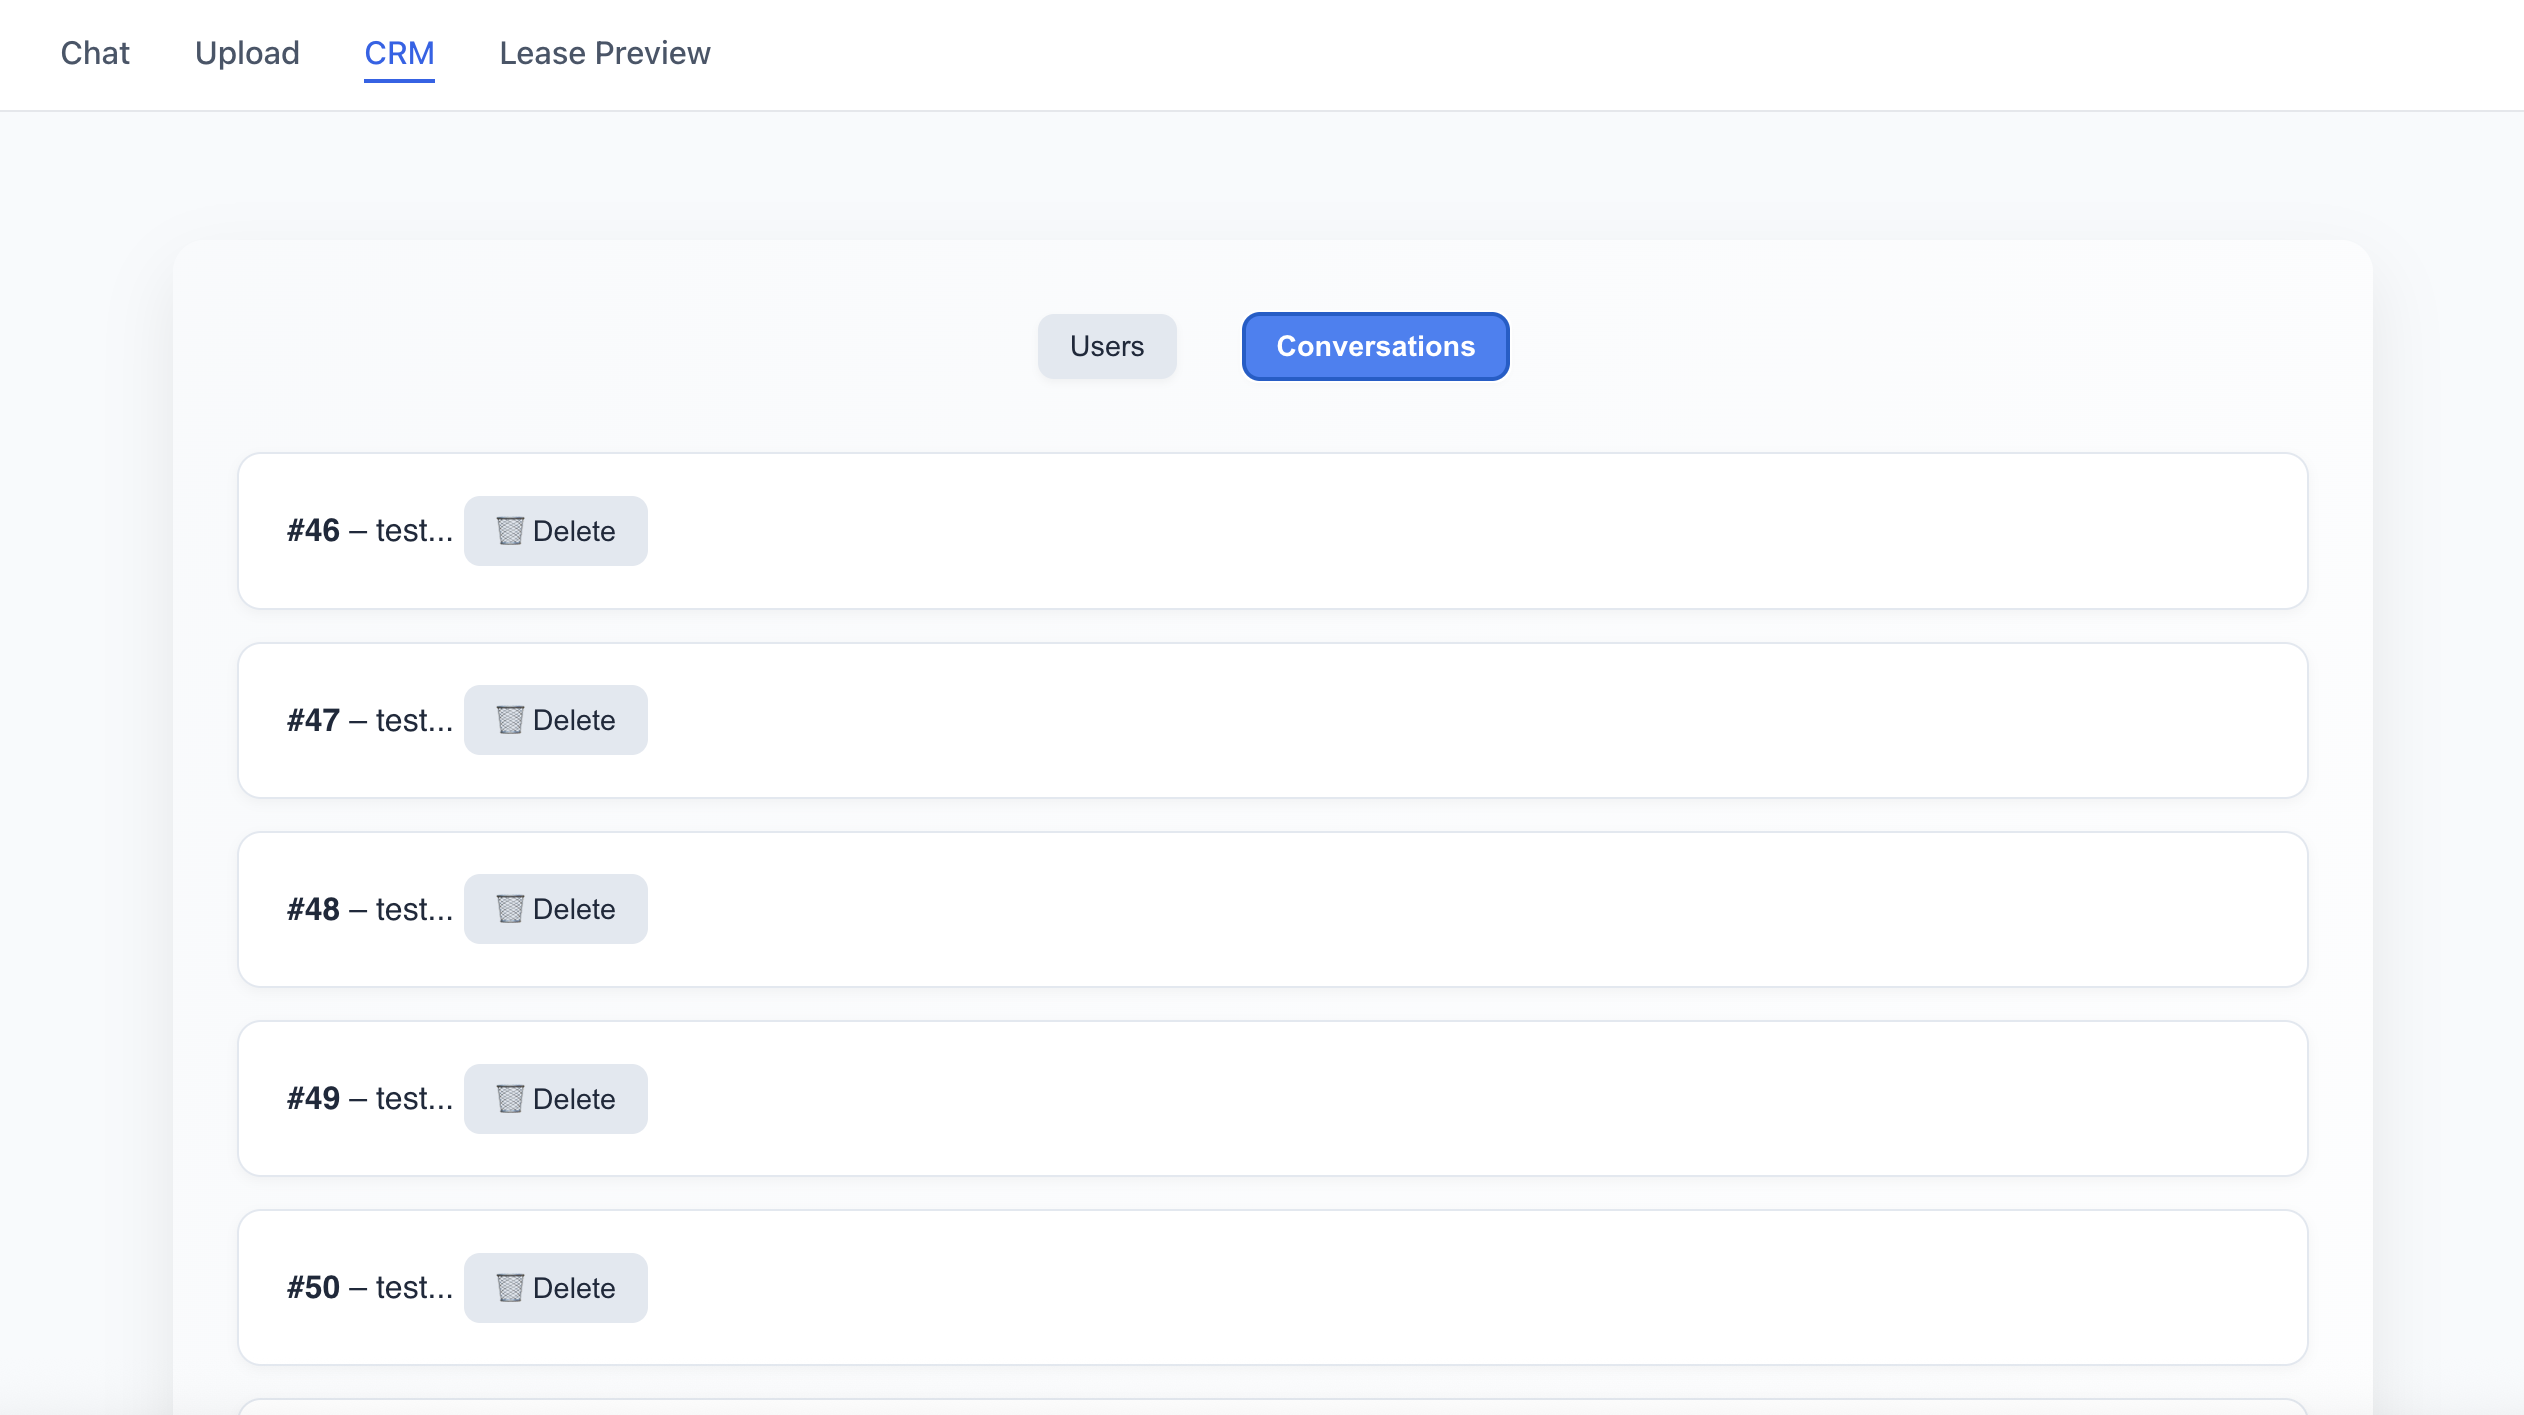 Chat Upload CRM Lease Preview
Users Conversations
#46 – test... Delete
#47 – test... Delete
#48 – test... Delete
#49 – test... Delete
#50 – test... Delete